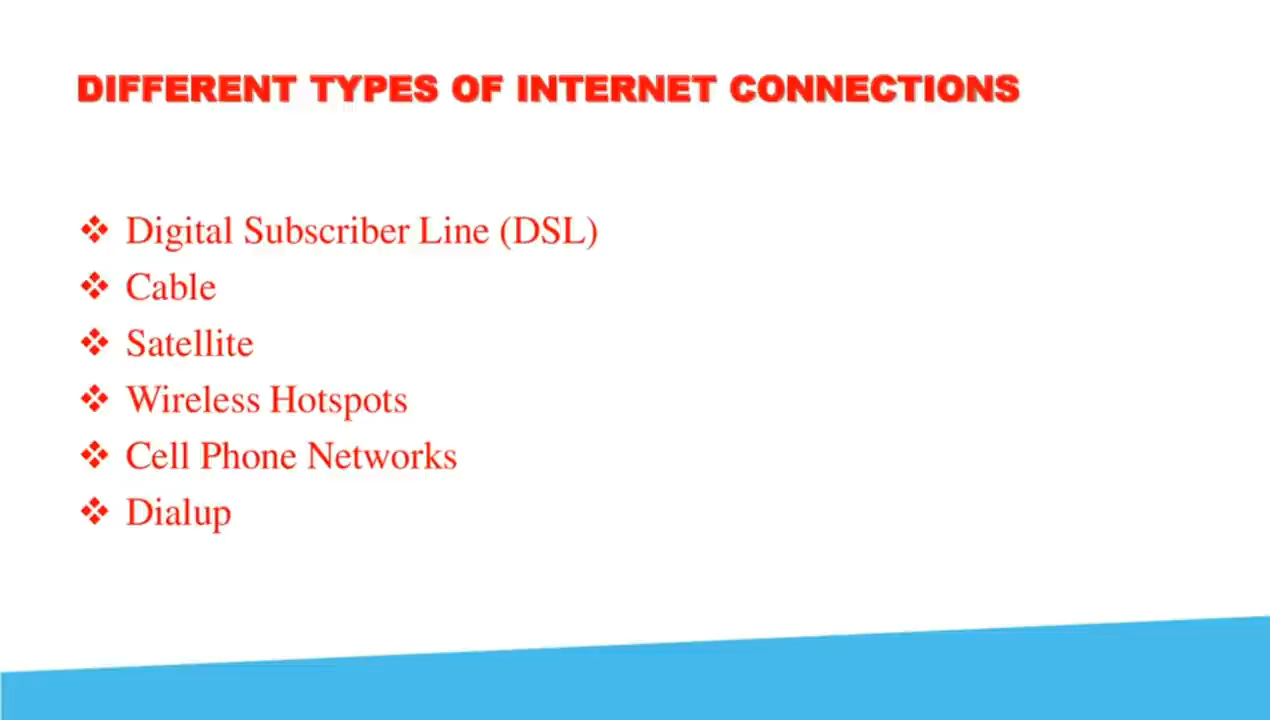 DIFFERENT TYPES OF INTERNET CONNECTIONS
❖ Digital Subscriber Line (DSL)
❖ Cable
❖ Satellite
❖ Wireless Hotspots
❖ Cell Phone Networks
❖ Dialup